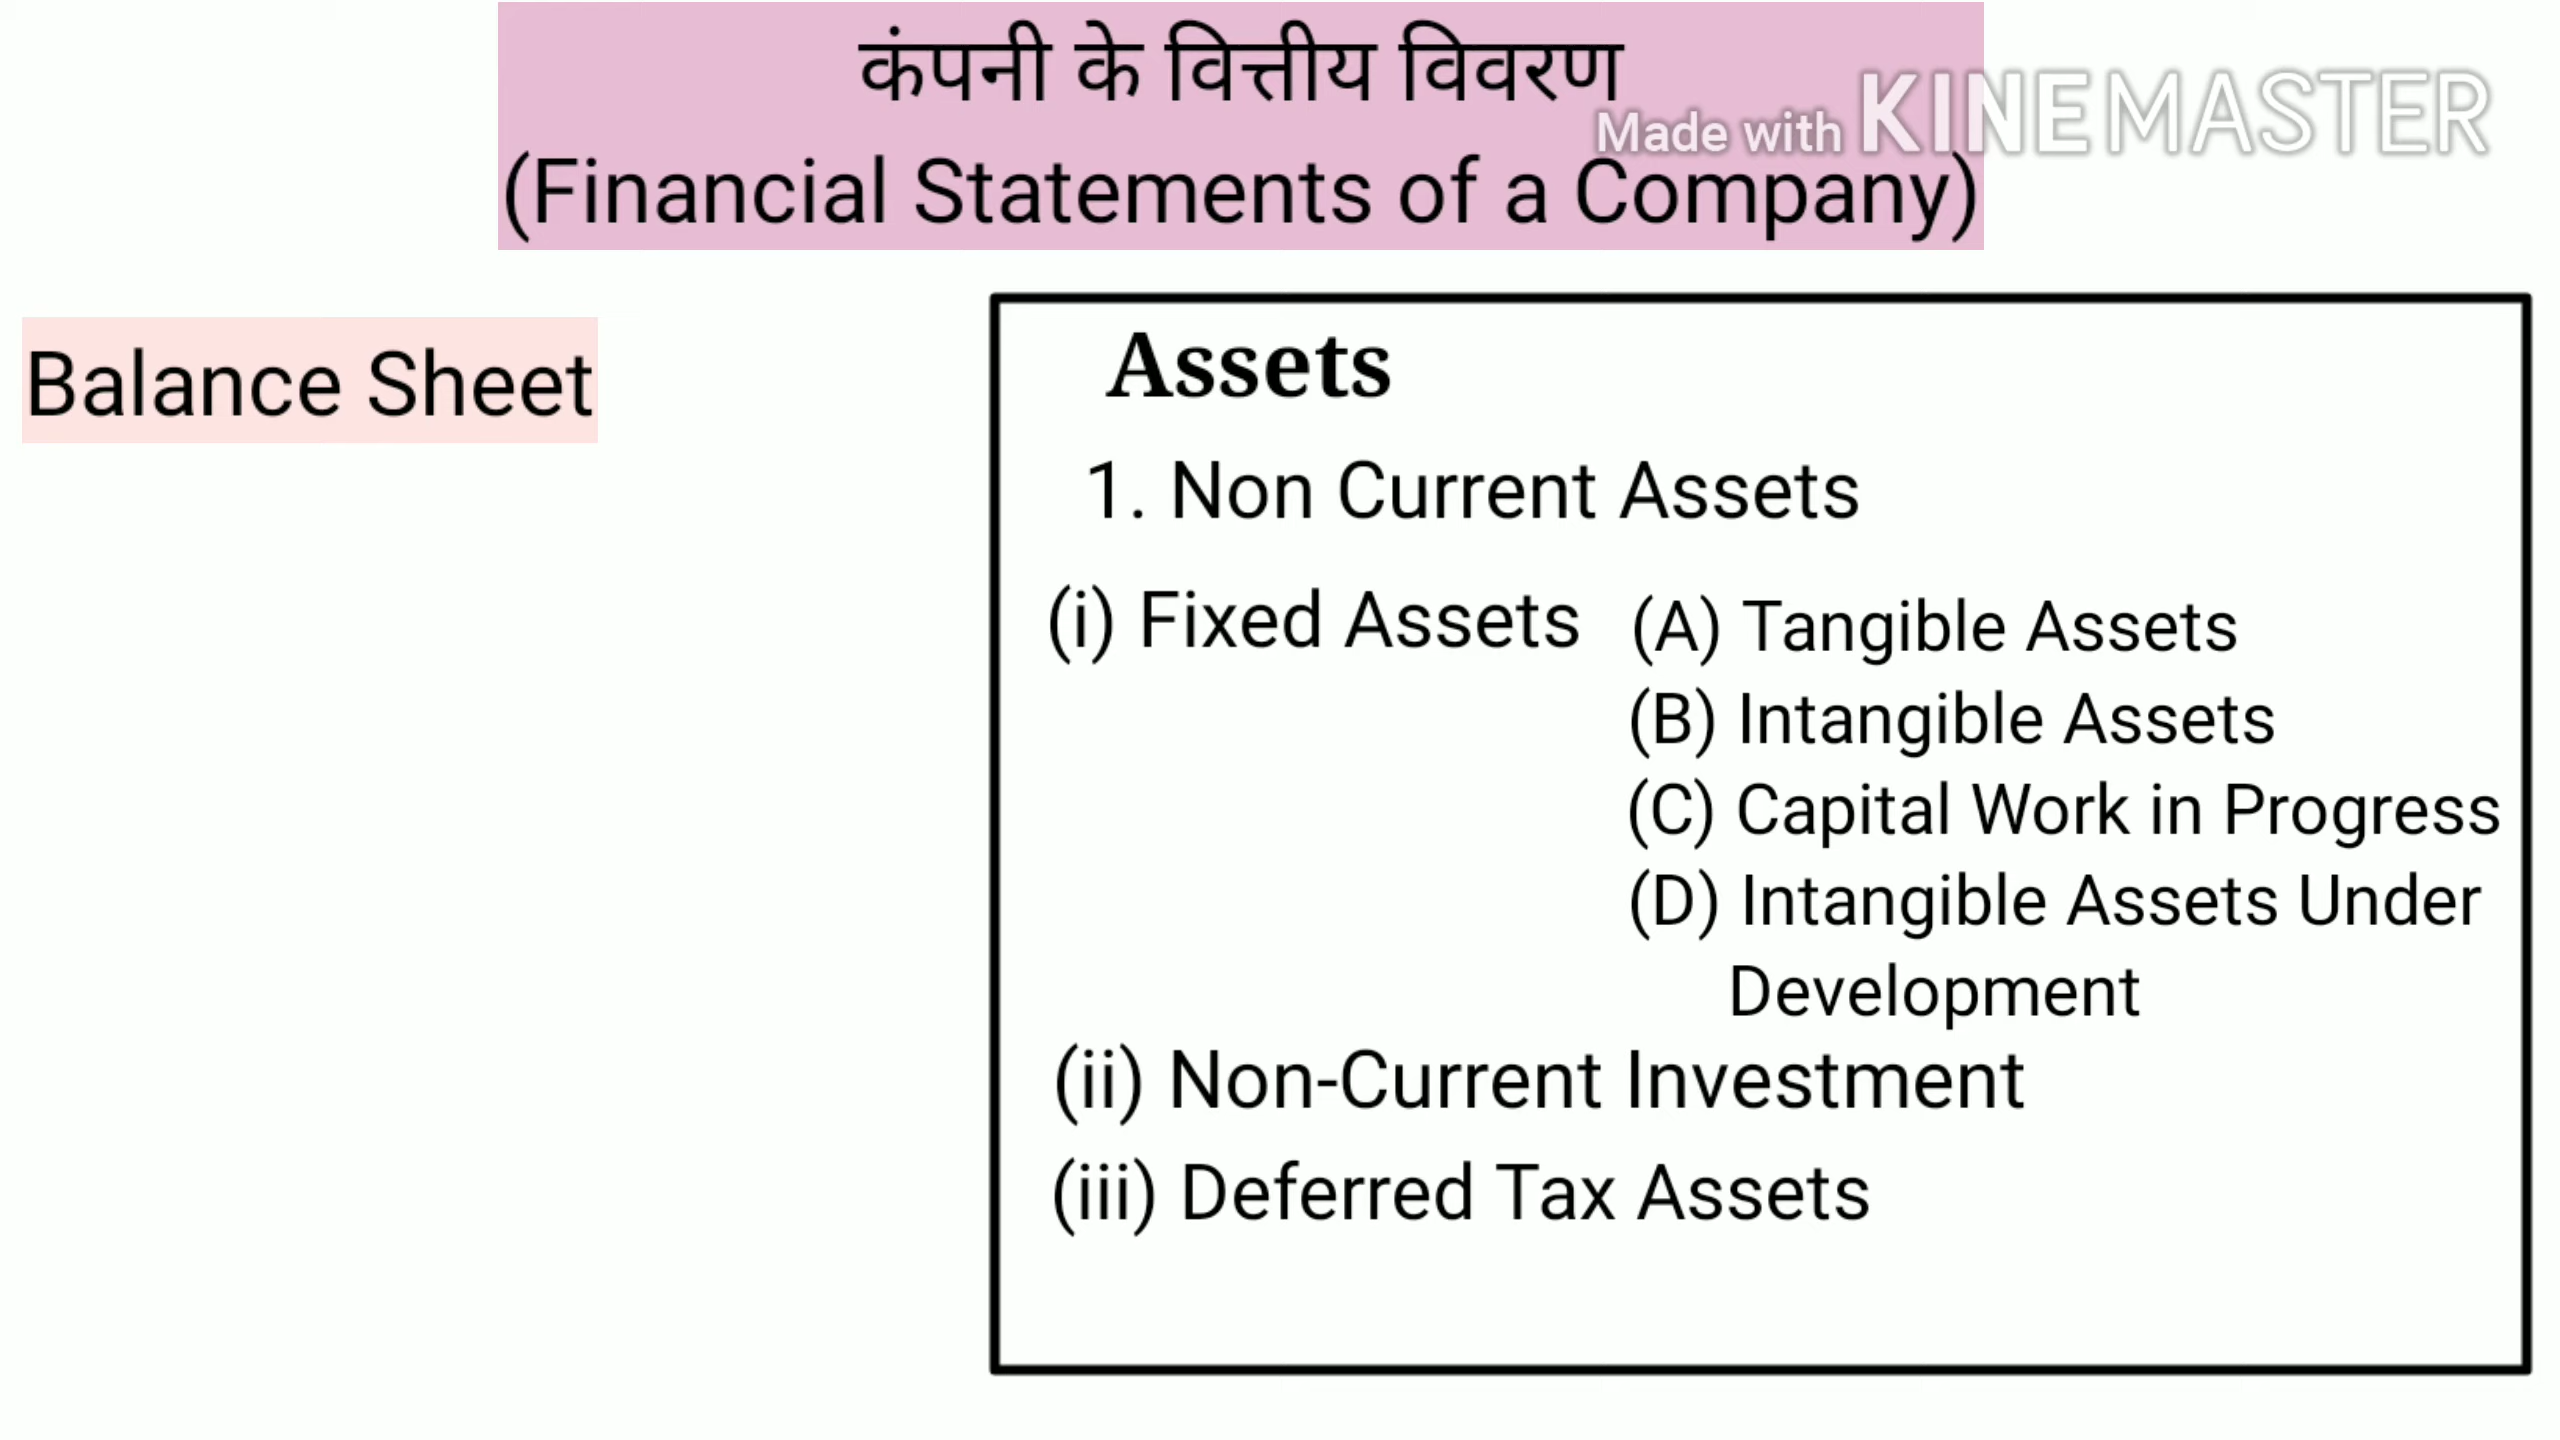 कंपनी के वित्तीय विवरण
Made with KINEMASTER
(Financial Statements of a Company)
Balance Sheet
Assets
1. Non Current Assets
(i) Fixed Assets (A) Tangible Assets
(B) Intangible Assets
(C) Capital Work in Progress
(D) Intangible Assets Under
Development
(ii) Non-Current Investment
(iii) Deferred Tax Assets